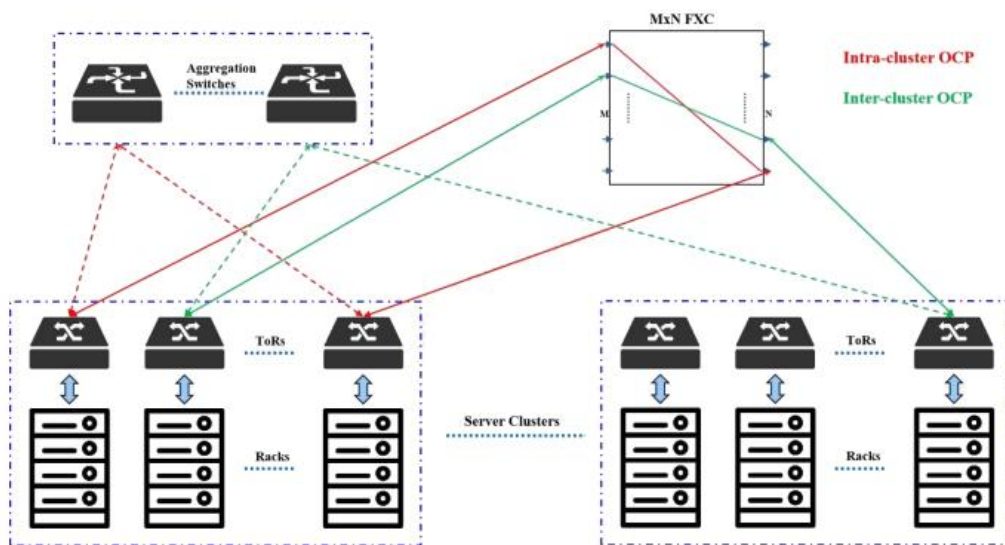 MxN FXC
Aggregation
Switches
M
N
Intra-cluster OCP
Inter-cluster OCP
ToRs
ToRs
Server Clusters
Racks
Racks